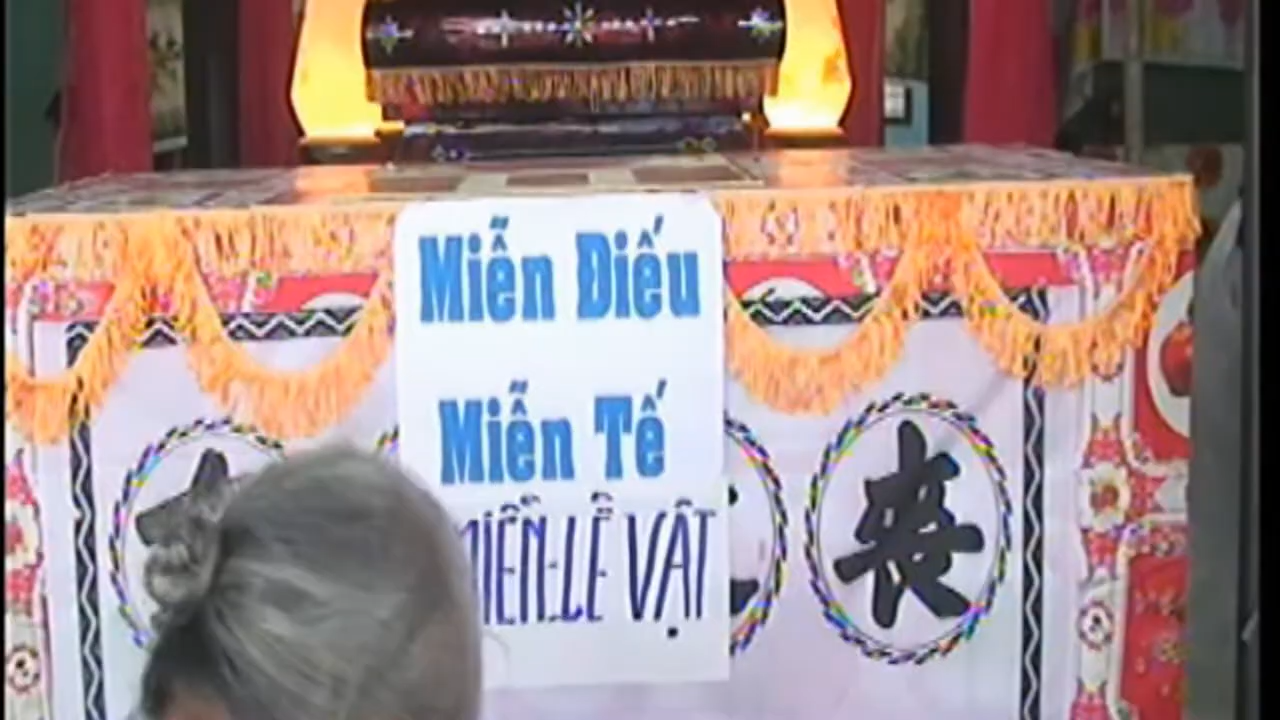 Miễn Điếu
Miễn Tế
MIỄN-LỄ VẬT
喪